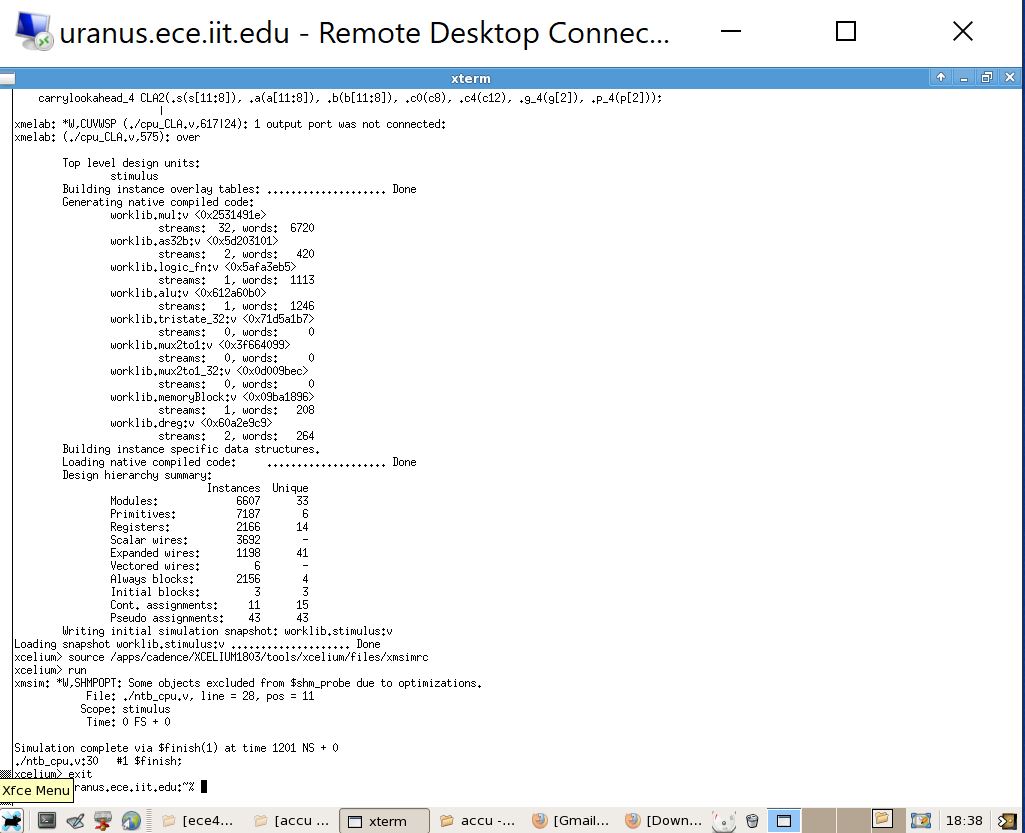 uranus.ece.iit.edu - Remote Desktop Connec...
xterm
carrylookahead_4 CLA2(.s(s[11:8]), .a(a[11:8]), .b(b[11:8]), .c0(c8), .c4(c12), .g_4(g[2]), .p_4(p[2]));
|
xmelab: *W,CUVWSP (./cpu_CLA.v,617|24): 1 output port was not connected:
xmelab: (./cpu_CLA.v,575): over
Top level design units:
stimulus
Building instance overlay tables: .................... Done
Generating native compiled code:
worklib.mul:v <0x2531491e>
streams: 32, words: 6720
worklib.as32b:v <0x5d203101>
streams: 2, words: 420
worklib.logic_fn:v <0x5afa3eb5>
streams: 1, words: 1113
worklib.alu:v <0x612a60b0>
streams: 1, words: 1246
worklib.tristate_32:v <0x71d5a1b7>
streams: 0, words: 0
worklib.mux2to1:v <0x3f664099>
streams: 0, words: 0
worklib.mux2to1_32:v <0x0d009bec>
streams: 0, words: 0
worklib.memoryBlock:v <0x09ba1896>
streams: 1, words: 208
worklib.dreg:v <0x60a2e9c9>
streams: 2, words: 264
Building instance specific data structures.
Loading native compiled code: .................... Done
Design hierarchy summary:
Instances Unique
Modules: 6607 33
Primitives: 7187 6
Registers: 2166 14
Scalar wires: 3692 -
Expanded wires: 1198 41
Vectored wires: 6 -
Always blocks: 2156 4
Initial blocks: 3 3
Cont. assignments: 11 15
Pseudo assignments: 43 43
Writing initial simulation snapshot: worklib.stimulus:v
Loading snapshot worklib.stimulus:v .................... Done
xcelium> source /apps/cadence/XCELIUM1803/tools/xcelium/files/xmsimrc
xcelium> run
xmsim: *W,SHMPOPT: Some objects excluded from $shm_probe due to optimizations.
File: ./ntb_cpu.v, line = 28, pos = 11
Scope: stimulus
Time: 0 FS + 0
Simulation complete via $finish(1) at time 1201 NS + 0
./ntb_cpu.v:30 #1 $finish;
xcelium> exit
Xfce Menu
uranus.ece.iit.edu:~%
[ece4... [accu ... xterm accu -... [Gmail... [Down... 18:38